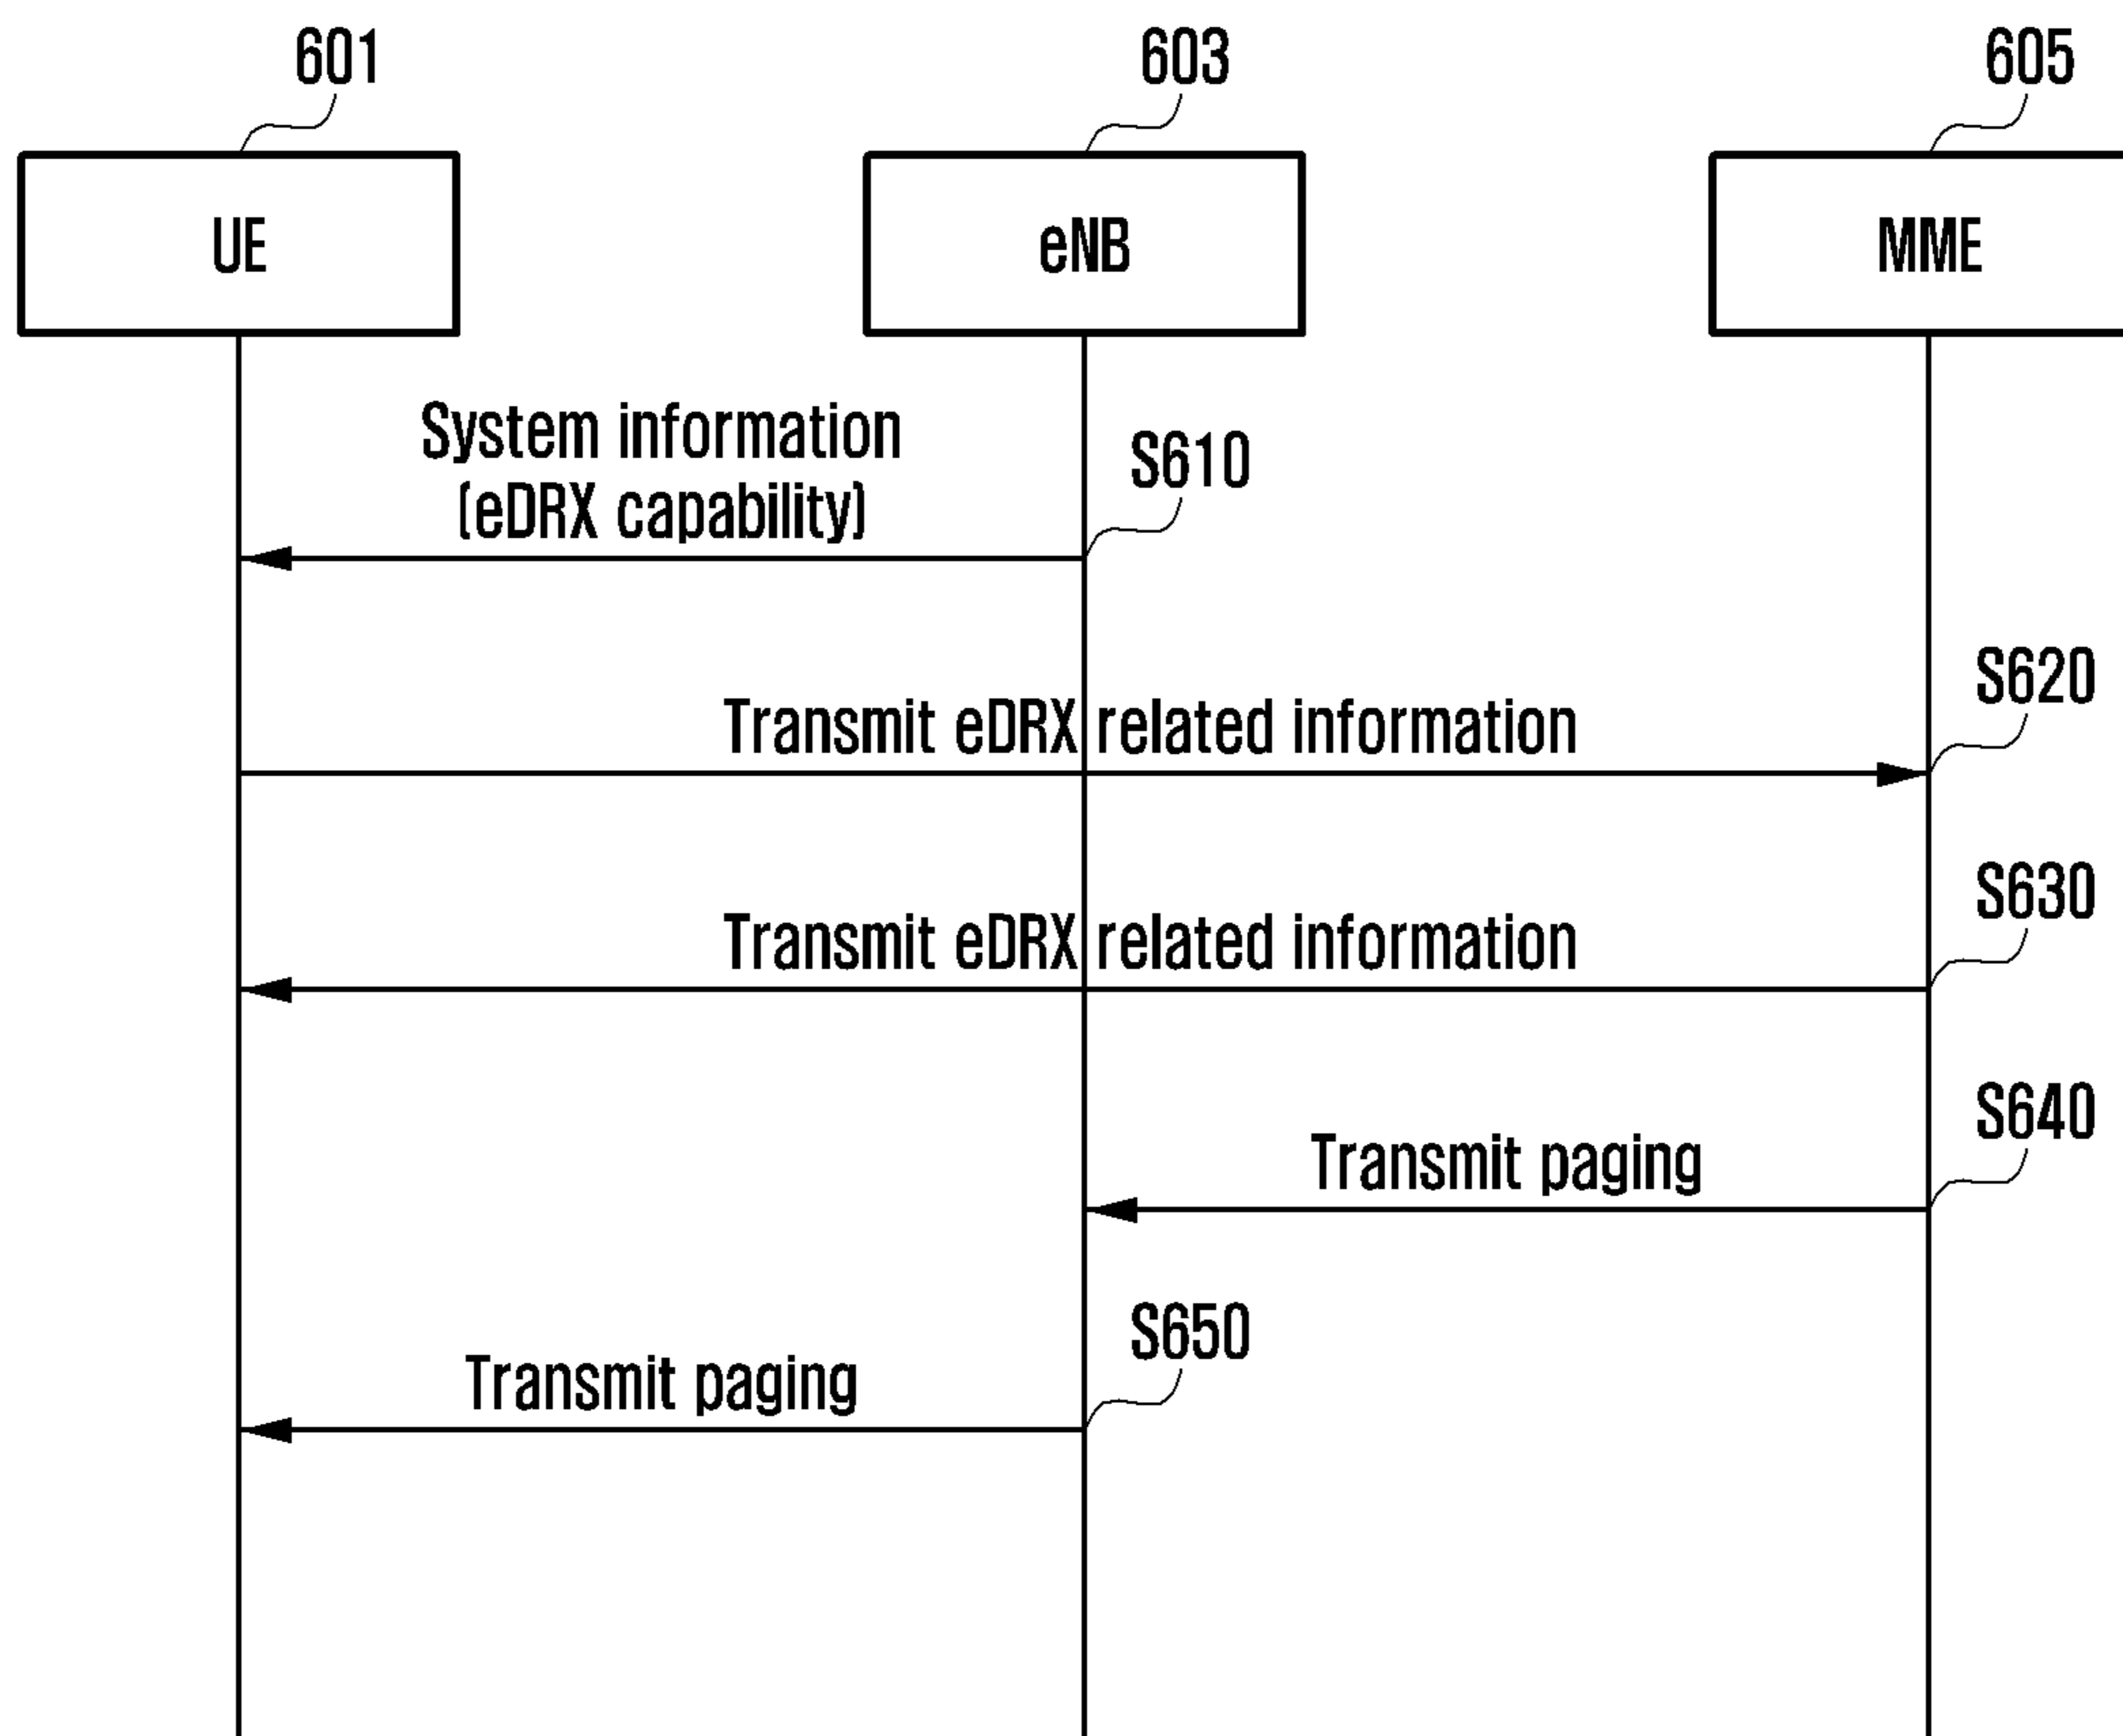 601
603
605
UE
eNB
MME
System information
(eDRX capability)
S610
S620
Transmit eDRX related information
S630
Transmit eDRX related information
S640
Transmit paging
S650
Transmit paging